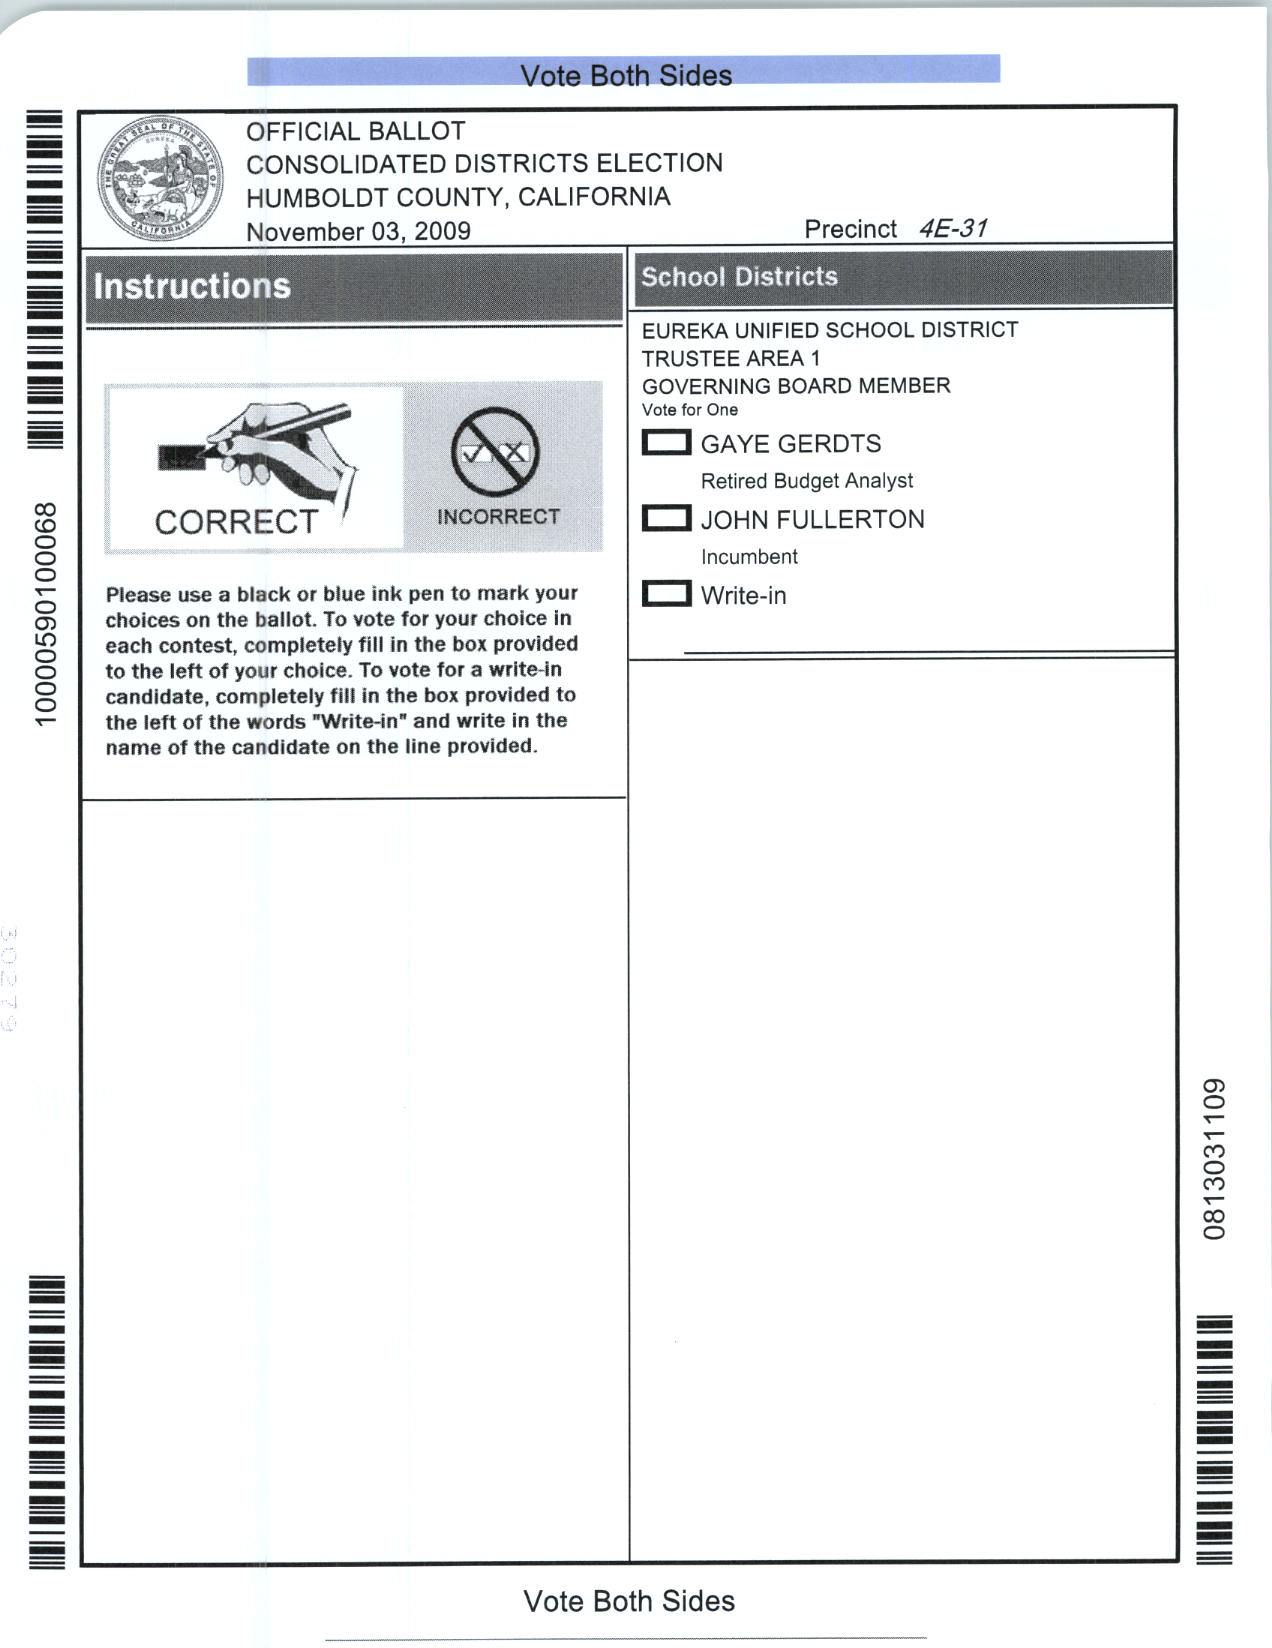 Vote Both Sides
OFFICIAL BALLOT
CONSOLIDATED DISTRICTS ELECTION
HUMBOLDT COUNTY, CALIFORNIA
November 03, 2009
Precinct 4E-31
THE GREAT SEAL OF THE STATE OF CALIFORNIA
EUREKA
Instructions
CORRECT
INCORRECT
Please use a black or blue ink pen to mark your
choices on the ballot. To vote for your choice in
each contest, completely fill in the box provided
to the left of your choice. To vote for a write-in
candidate, completely fill in the box provided to
the left of the words "Write-in" and write in the
name of the candidate on the line provided.
School Districts
EUREKA UNIFIED SCHOOL DISTRICT
TRUSTEE AREA 1
GOVERNING BOARD MEMBER
Vote for One
GAYE GERDTS
Retired Budget Analyst
JOHN FULLERTON
Incumbent
Write-in
10000590100068
30279
0813031109
Vote Both Sides